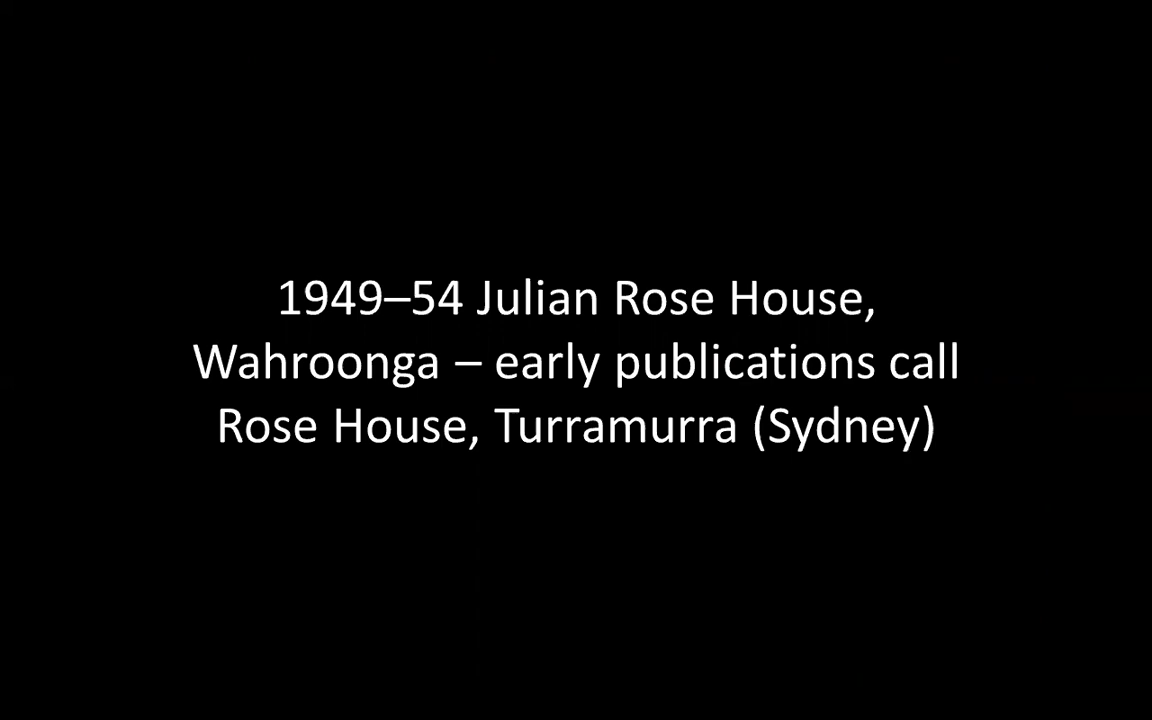 1949–54 Julian Rose House,
Wahroonga – early publications call
Rose House, Turramurra (Sydney)